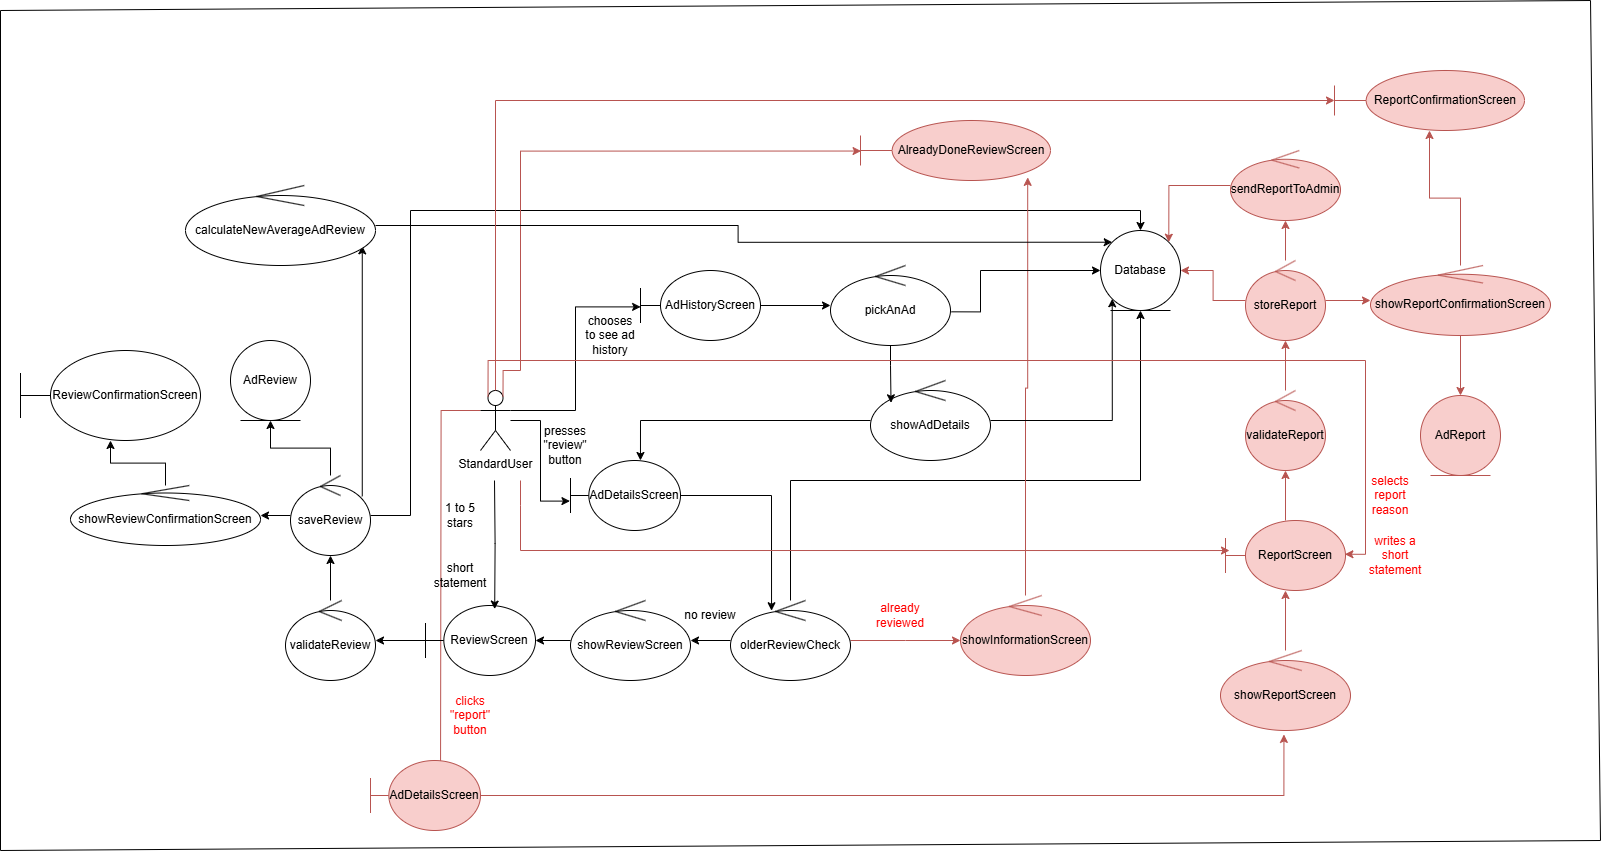 ReportConfirmationScreen
AlreadyDoneReviewScreen
sendReportToAdmin
calculateNewAverageAdReview
Database
AdHistoryScreen
pickAnAd
storeReport
showReportConfirmationScreen
chooses
to see ad
history
AdReview
ReviewConfirmationScreen
showAdDetails
validateReport
AdReport
presses
"review"
button
StandardUser
AdDetailsScreen
selects
report
reason
1 to 5
stars
showReviewConfirmationScreen
saveReview
writes a
short
statement
ReportScreen
short
statement
no review
already
reviewed
validateReview
ReviewScreen
showReviewScreen
olderReviewCheck
showInformationScreen
clicks
"report"
button
showReportScreen
AdDetailsScreen